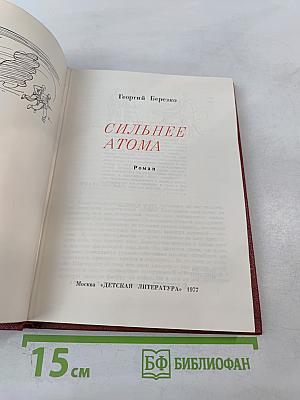 Георгий Березко
СИЛЬНЕЕ
АТОМА
Роман
Москва «ДЕТСКАЯ ЛИТЕРАТУРА» 1977
15 см
БФ БИБЛИОФАН